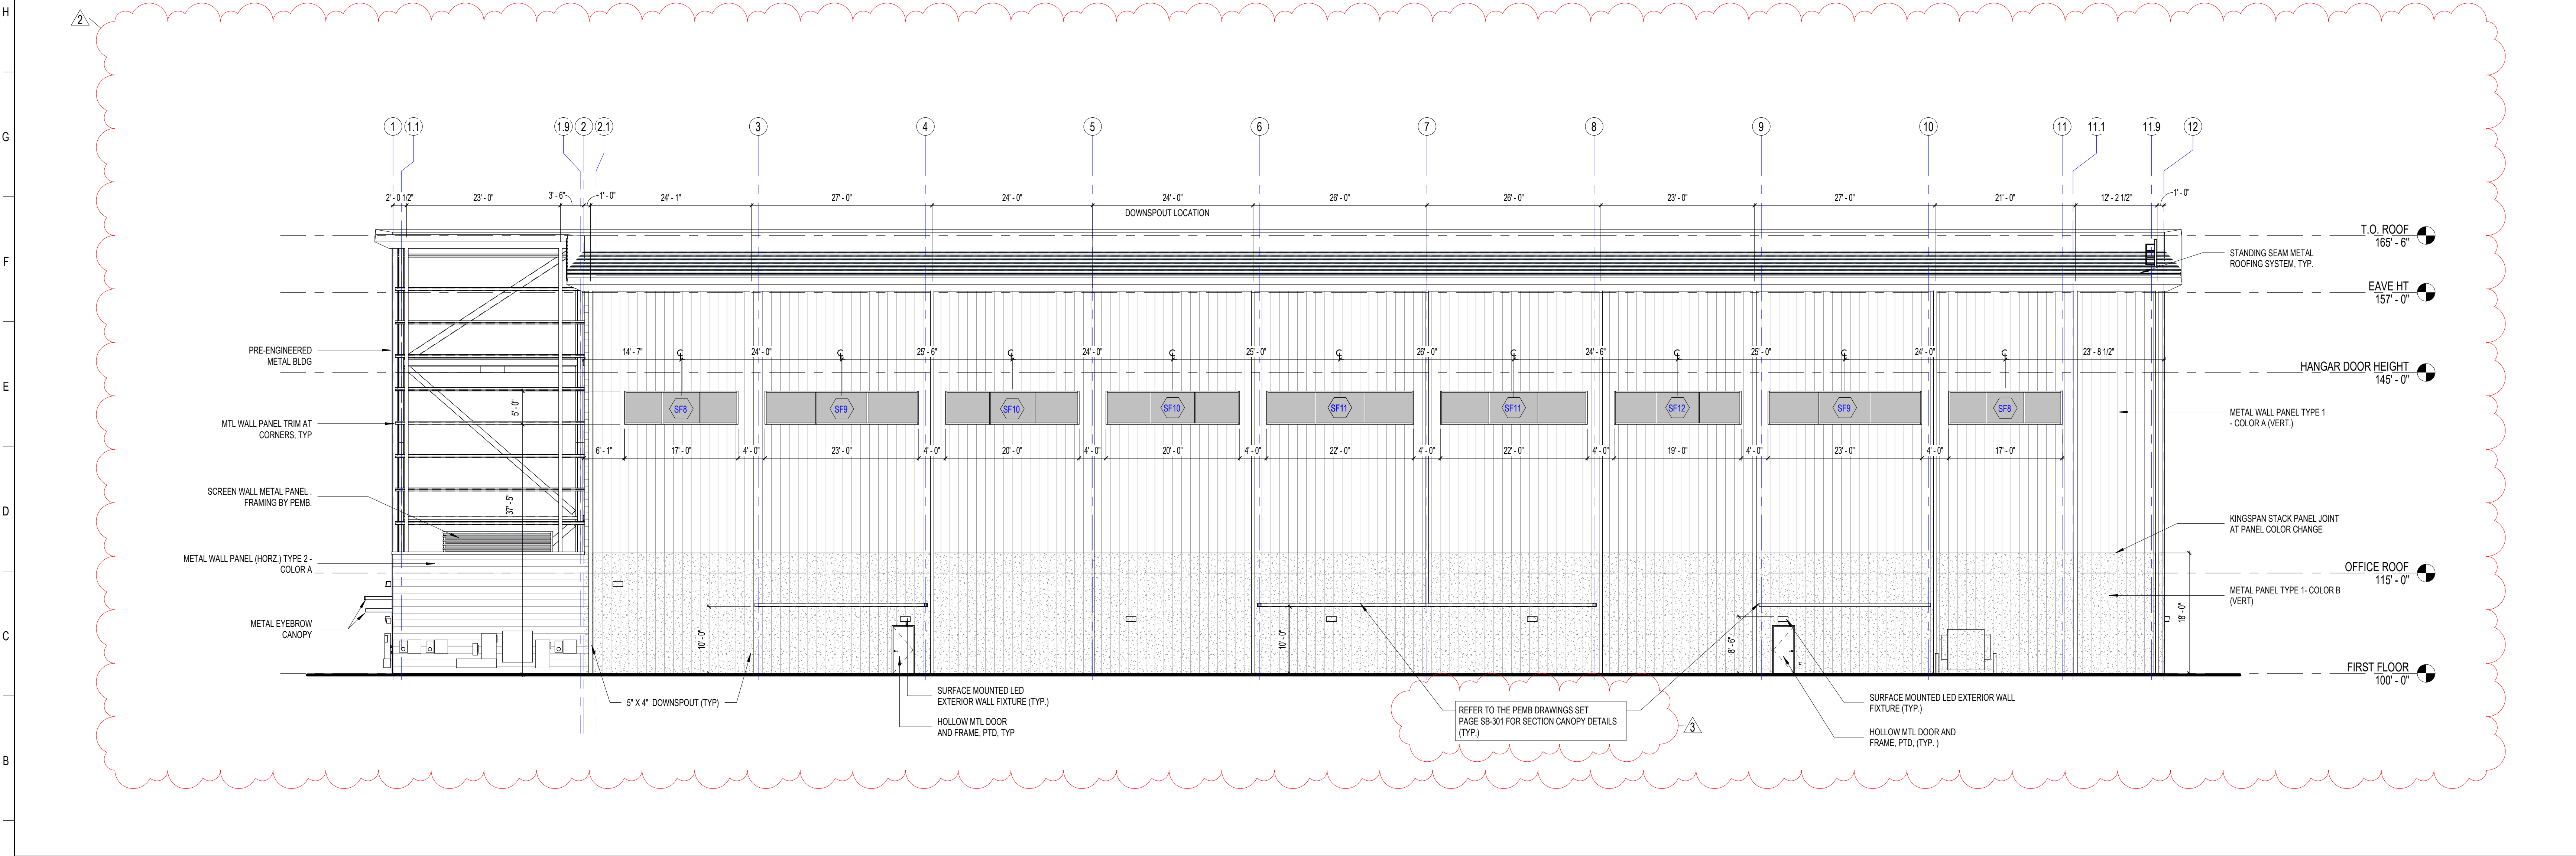 H
2
G
1
1.1
1.9
2
2.1
3
4
5
6
7
8
9
10
11
11.1
11.9
12
2' - 0 1/2"
23' - 0"
3' - 6"
1' - 0"
24' - 1"
27' - 0"
24' - 0"
24' - 0"
26' - 0"
26' - 0"
23' - 0"
27' - 0"
21' - 0"
12' - 2 1/2"
1' - 0"
DOWNSPOUT LOCATION
T.O. ROOF
165' - 6"
F
STANDING SEAM METAL
ROOFING SYSTEM, TYP.
EAVE HT
157' - 0"
PRE-ENGINEERED
METAL BLDG
14' - 7"
24' - 0"
25' - 6"
24' - 0"
25' - 0"
26' - 0"
24' - 6"
25' - 0"
24' - 0"
23' - 8 1/2"
HANGAR DOOR HEIGHT
145' - 0"
E
5' - 0"
SF8
SF9
SF10
SF10
SF11
SF11
SF12
SF9
SF8
METAL WALL PANEL TYPE 1
- COLOR A (VERT.)
MTL WALL PANEL TRIM AT
CORNERS, TYP
6' - 1"
17' - 0"
4' - 0"
23' - 0"
4' - 0"
20' - 0"
4' - 0"
20' - 0"
4' - 0"
22' - 0"
4' - 0"
22' - 0"
4' - 0"
19' - 0"
4' - 0"
23' - 0"
4' - 0"
17' - 0"
SCREEN WALL METAL PANEL .
FRAMING BY PEMB.
37' - 5"
D
KINGSPAN STACK PANEL JOINT
AT PANEL COLOR CHANGE
METAL WALL PANEL (HORZ.) TYPE 2 -
COLOR A
OFFICE ROOF
115' - 0"
METAL PANEL TYPE 1- COLOR B
(VERT)
18' - 0"
METAL EYEBROW
CANOPY
C
10' - 0"
10' - 0"
8' - 6"
FIRST FLOOR
100' - 0"
5" X 4" DOWNSPOUT (TYP)
SURFACE MOUNTED LED
EXTERIOR WALL FIXTURE (TYP.)
HOLLOW MTL DOOR
AND FRAME, PTD, TYP
REFER TO THE PEMB DRAWINGS SET
PAGE SB-301 FOR SECTION CANOPY DETAILS
(TYP.)
3
SURFACE MOUNTED LED EXTERIOR WALL
FIXTURE (TYP.)
HOLLOW MTL DOOR AND
FRAME, PTD, (TYP. )
B